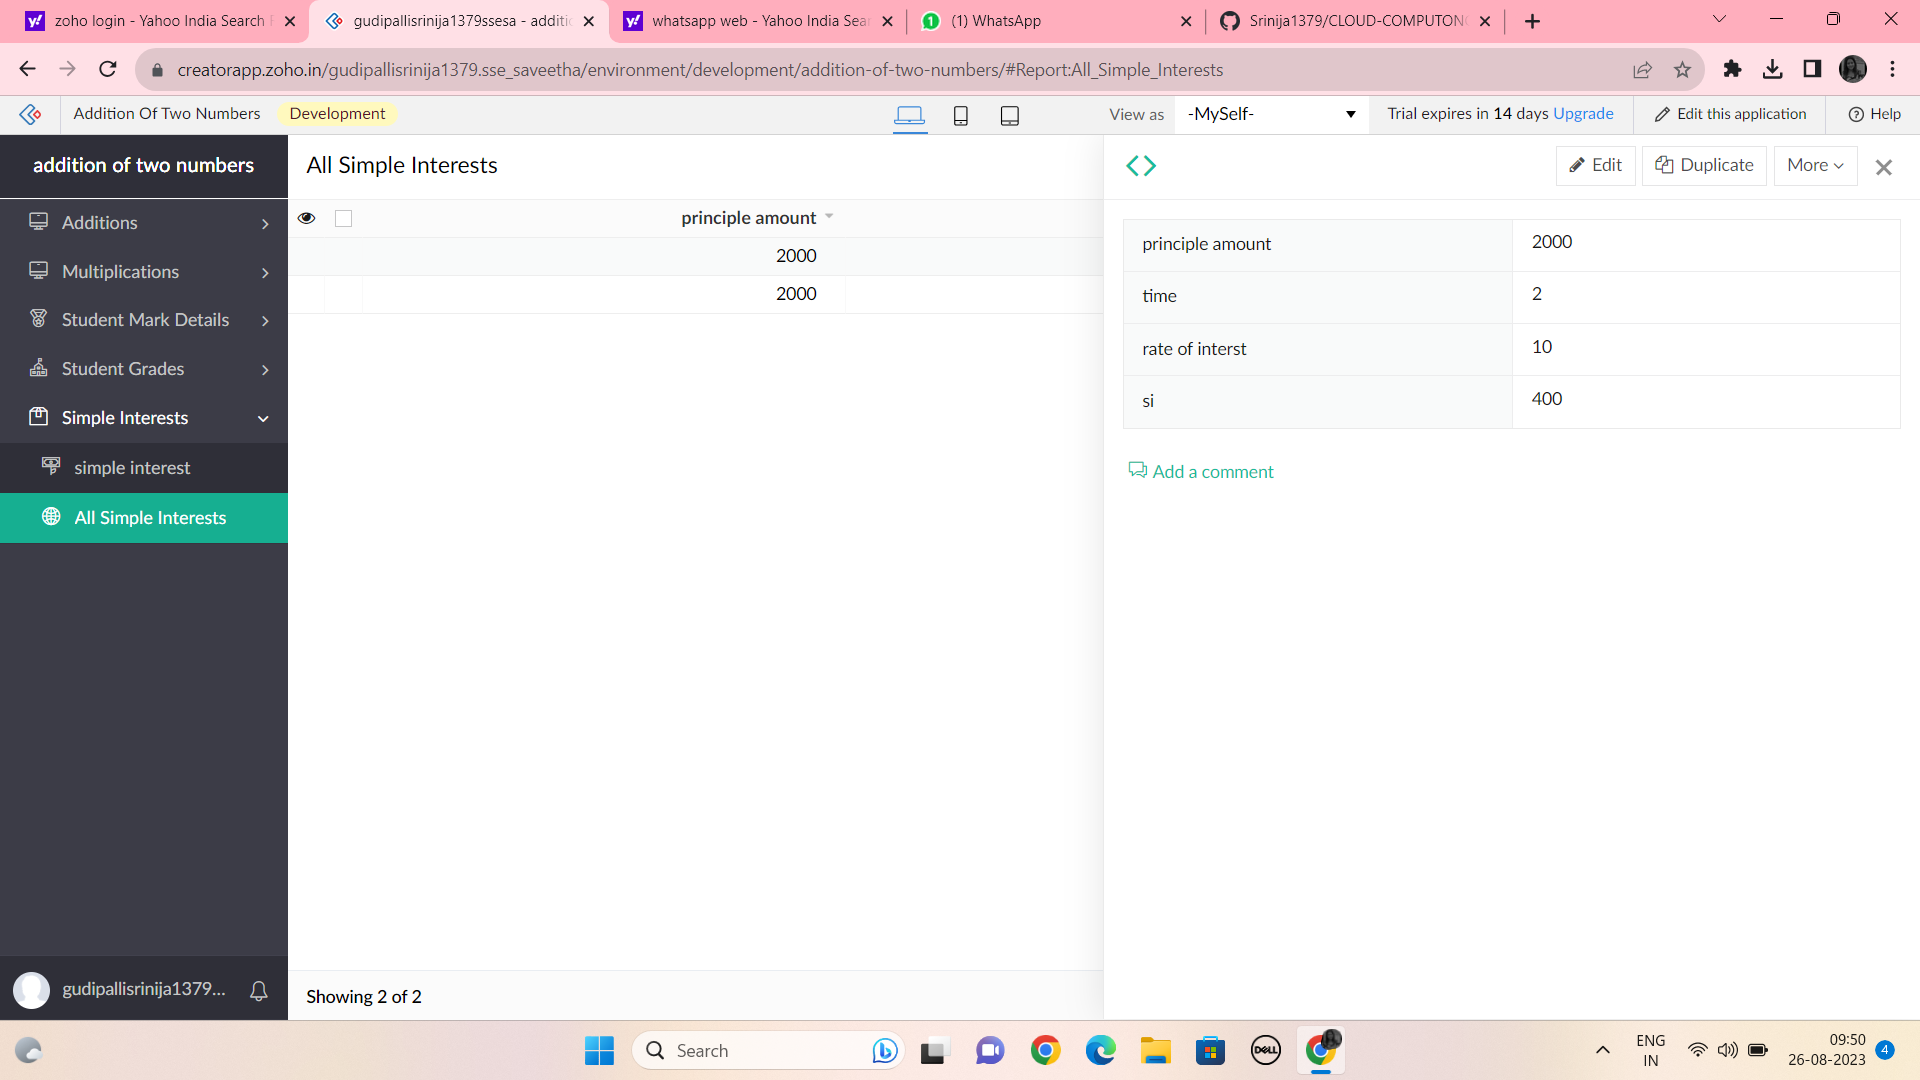 zoho login - Yahoo India Search
gudipallisrinija1379ssesa - additi
whatsapp web - Yahoo India Sear
(1) WhatsApp
Srinija1379/CLOUD-COMPUTON
creatorapp.zoho.in/gudipallisrinija1379.sse_saveetha/environment/development/addition-of-two-numbers/#Report:All_Simple_Interests
Addition Of Two Numbers Development View as -MySelf- Trial expires in 14 days Upgrade Edit this application Help
addition of two numbers
Additions
Multiplications
Student Mark Details
Student Grades
Simple Interests
simple interest
All Simple Interests
gudipallisrinija1379...
All Simple Interests
principle amount
2000
2000
Showing 2 of 2
Edit Duplicate More
principle amount 2000
time 2
rate of interst 10
si 400
Add a comment
Search
DELL
ENG
IN
09:50
26-08-2023
4